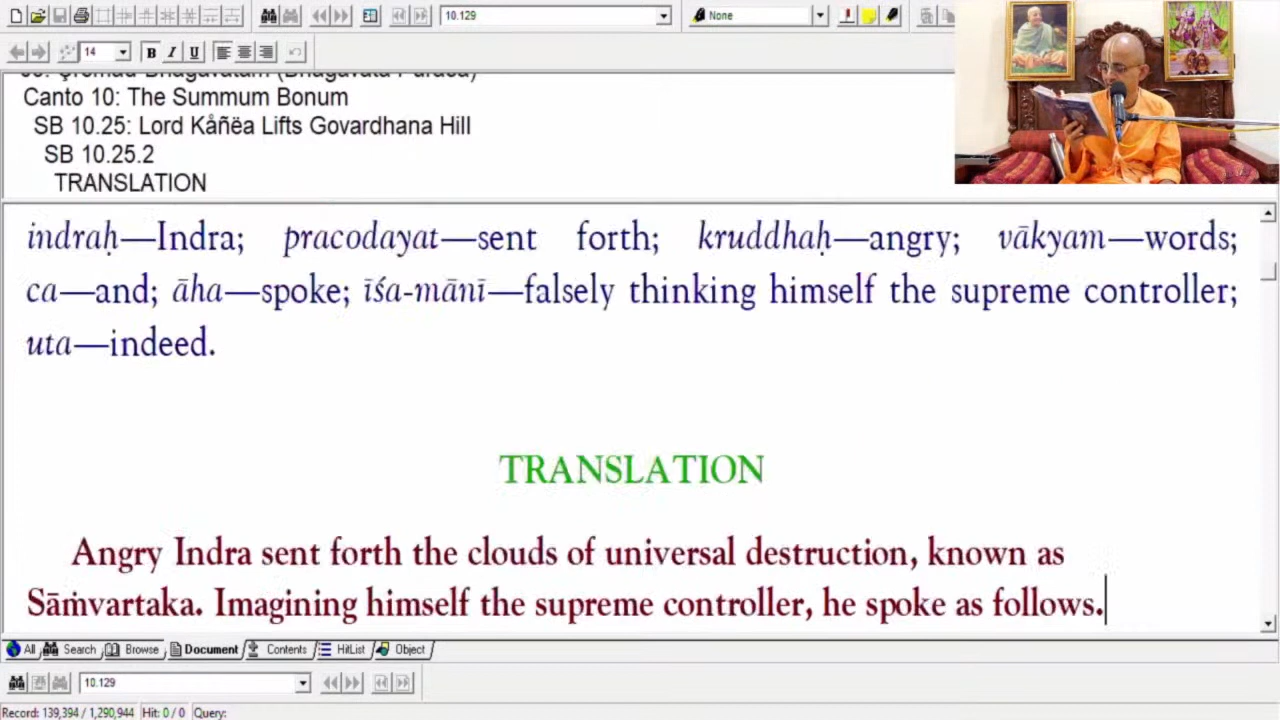 10.129
None
14
B I U
Canto 10: The Summum Bonum
SB 10.25: Lord Kåñëa Lifts Govardhana Hill
SB 10.25.2
TRANSLATION
indraḥ—Indra; pracodayat—sent forth; kruddhaḥ—angry; vākyam—words;
ca—and; āha—spoke; īśa-mānī—falsely thinking himself the supreme controller;
uta—indeed.
TRANSLATION
Angry Indra sent forth the clouds of universal destruction, known as
Sāṁvartaka. Imagining himself the supreme controller, he spoke as follows.
All Search Browse Document Contents HitList Object
10.129
Record: 139,394 / 1,290,944 Hit: 0 / 0 Query: